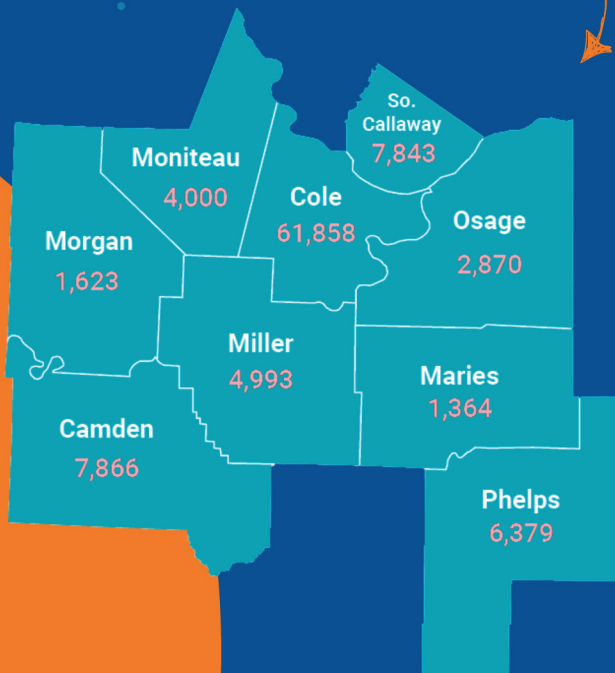 So.
Callaway
7,843
Moniteau
4,000
Cole
61,858
Osage
2,870
Morgan
1,623
Miller
4,993
Maries
1,364
Camden
7,866
Phelps
6,379